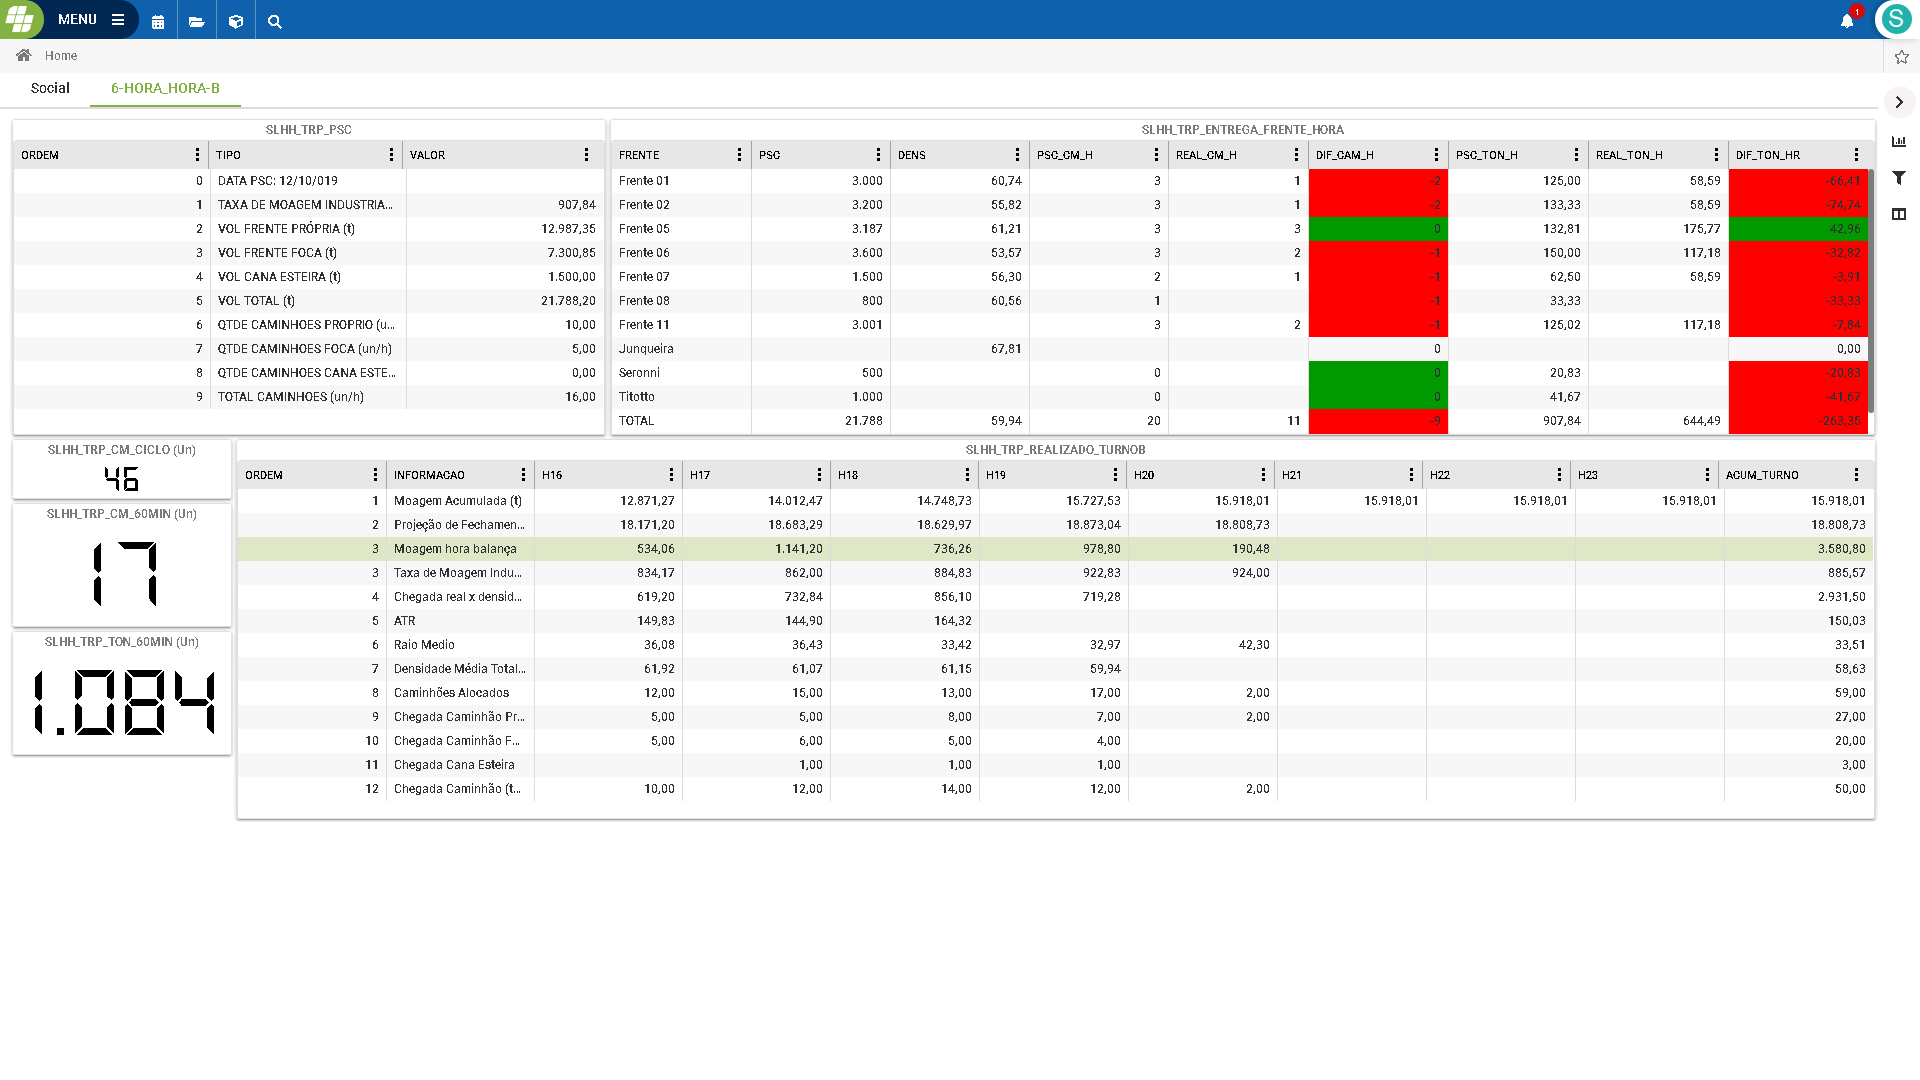 MENU
1
S
Home
Social 6-HORA_HORA-B
SLHH_TRP_PSC
ORDEM TIPO VALOR
0 DATA PSC: 12/10/019
1 TAXA DE MOAGEM INDUSTRIA... 907,84
2 VOL FRENTE PRÓPRIA (t) 12.987,35
3 VOL FRENTE FOCA (t) 7.300,85
4 VOL CANA ESTEIRA (t) 1.500,00
5 VOL TOTAL (t) 21.788,20
6 QTDE CAMINHOES PROPRIO (u... 10,00
7 QTDE CAMINHOES FOCA (un/h) 5,00
8 QTDE CAMINHOES CANA ESTE... 0,00
9 TOTAL CAMINHOES (un/h) 16,00
SLHH_TRP_ENTREGA_FRENTE_HORA
FRENTE PSC DENS PSC_CM_H REAL_CM_H DIF_CAM_H PSC_TON_H REAL_TON_H DIF_TON_HR
Frente 01 3.000 60,74 3 1 -2 125,00 58,59 -66,41
Frente 02 3.200 55,82 3 1 -2 133,33 58,59 -74,74
Frente 05 3.187 61,21 3 3 0 132,81 175,77 42,96
Frente 06 3.600 53,57 3 2 -1 150,00 117,18 -32,82
Frente 07 1.500 56,30 2 1 -1 62,50 58,59 -3,91
Frente 08 800 60,56 1 -1 33,33 -33,33
Frente 11 3.001 3 2 -1 125,02 117,18 -7,84
Junqueira 67,81 0 0,00
Seronni 500 0 0 20,83 -20,83
Titotto 1.000 0 0 41,67 -41,67
TOTAL 21.788 59,94 20 11 -9 907,84 644,49 -263,35
SLHH_TRP_CM_CICLO (Un)
46
SLHH_TRP_CM_60MIN (Un)
17
SLHH_TRP_TON_60MIN (Un)
1.084
SLHH_TRP_REALIZADO_TURNOB
ORDEM INFORMACAO H16 H17 H18 H19 H20 H21 H22 H23 ACUM_TURNO
1 Moagem Acumulada (t) 12.871,27 14.012,47 14.748,73 15.727,53 15.918,01 15.918,01 15.918,01 15.918,01 15.918,01
2 Projeção de Fechamen... 18.171,20 18.683,29 18.629,97 18.873,04 18.808,73 18.808,73
3 Moagem hora balança 534,06 1.141,20 736,26 978,80 190,48 3.580,80
3 Taxa de Moagem Indu... 834,17 862,00 884,83 922,83 924,00 885,57
4 Chegada real x densid... 619,20 732,84 856,10 719,28 2.931,50
5 ATR 149,83 144,90 164,32 150,03
6 Raio Medio 36,08 36,43 33,42 32,97 42,30 33,51
7 Densidade Média Total... 61,92 61,07 61,15 59,94 58,63
8 Caminhões Alocados 12,00 15,00 13,00 17,00 2,00 59,00
9 Chegada Caminhão Pr... 5,00 5,00 8,00 7,00 2,00 27,00
10 Chegada Caminhão F... 5,00 6,00 5,00 4,00 20,00
11 Chegada Cana Esteira 1,00 1,00 1,00 3,00
12 Chegada Caminhão (t... 10,00 12,00 14,00 12,00 2,00 50,00